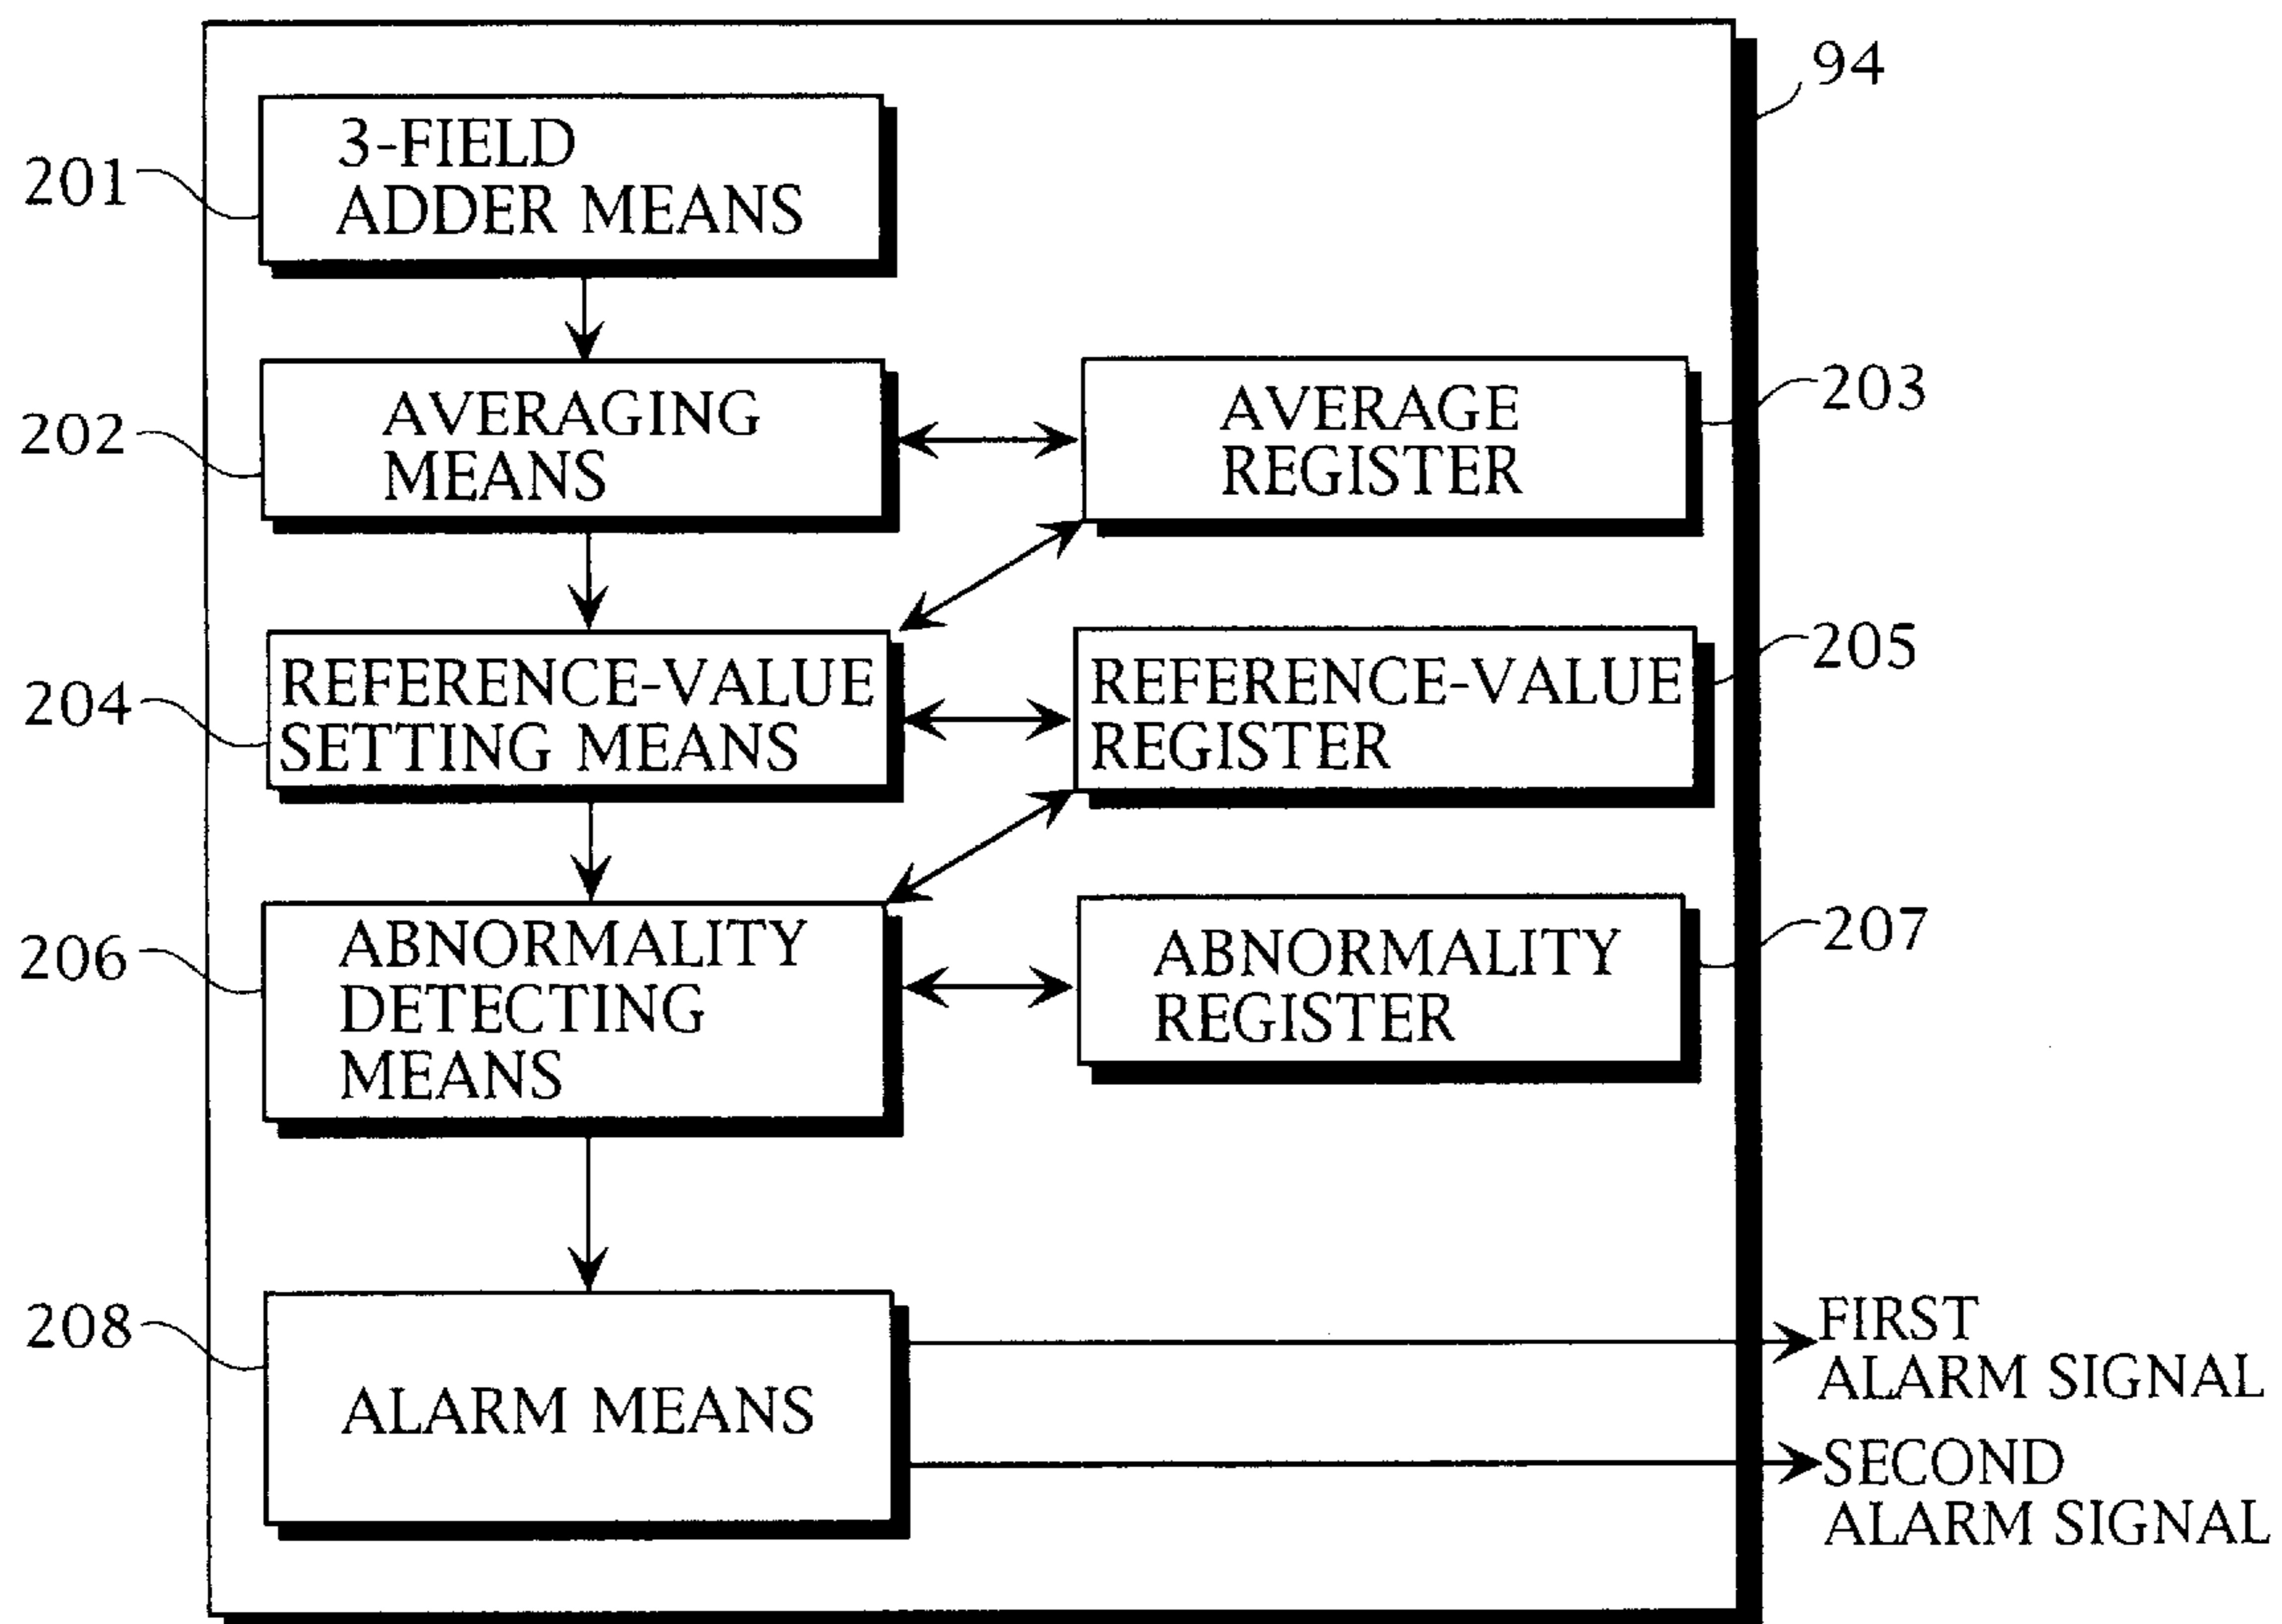 94
3-FIELD
ADDER MEANS
201
AVERAGING
MEANS
202
AVERAGE
REGISTER
203
REFERENCE-VALUE
SETTING MEANS
204
REFERENCE-VALUE
REGISTER
205
ABNORMALITY
DETECTING
MEANS
206
ABNORMALITY
REGISTER
207
ALARM MEANS
208
FIRST
ALARM SIGNAL
SECOND
ALARM SIGNAL